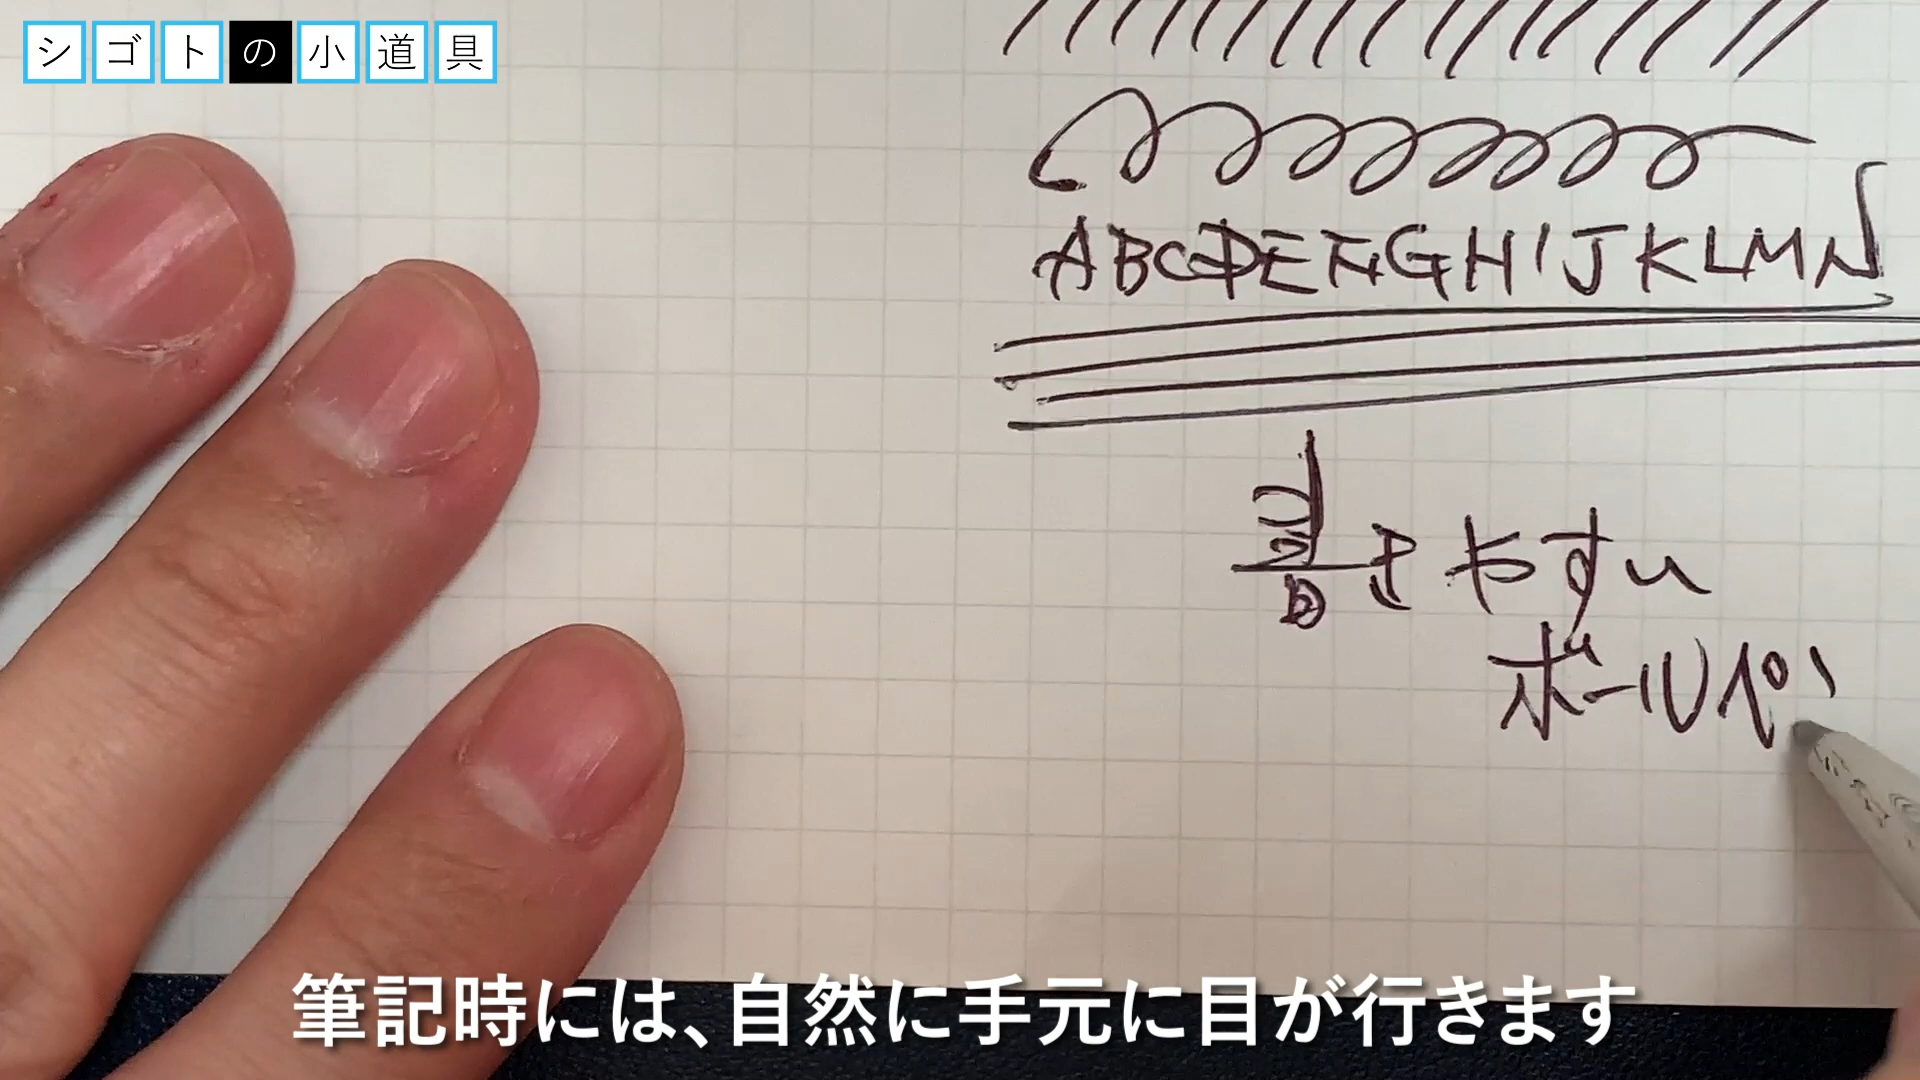 シゴトの小道具
ABCDEFGHIJKLMN
書きやすい
ボールペン
筆記時には、自然に手元に目が行きます